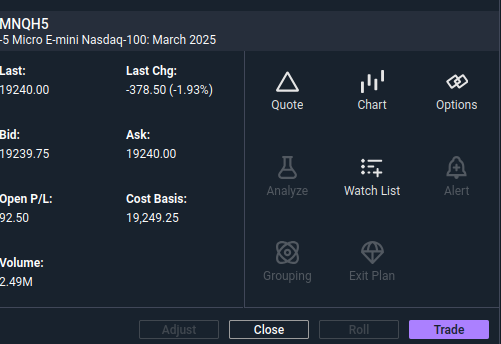 MNQH5
-5 Micro E-mini Nasdaq-100: March 2025
Last:
19240.00
Last Chg:
-378.50 (-1.93%)
Bid:
19239.75
Ask:
19240.00
Open P/L:
92.50
Cost Basis:
19,249.25
Volume:
2.49M
Quote
Chart
Options
Analyze
Watch List
Alert
Grouping
Exit Plan
Adjust
Close
Roll
Trade